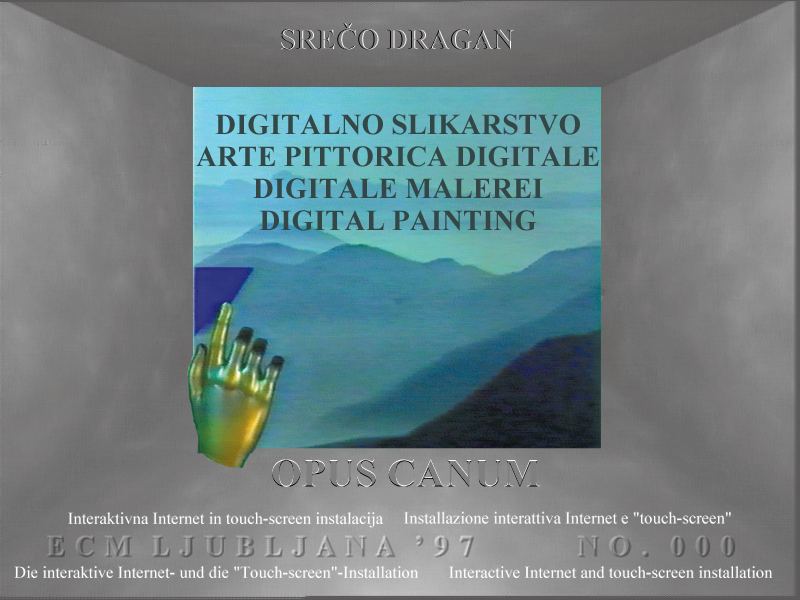 SREČO DRAGAN
DIGITALNO SLIKARSTVO
ARTE PITTORICA DIGITALE
DIGITALE MALEREI
DIGITAL PAINTING
OPUS CANUM
Interaktivna Internet in touch-screen instalacija
Installazione interattiva Internet e "touch-screen"
ECM LJUBLJANA ’97 NO. 000
Die interaktive Internet- und die "Touch-screen"-Installation
Interactive Internet and touch-screen installation